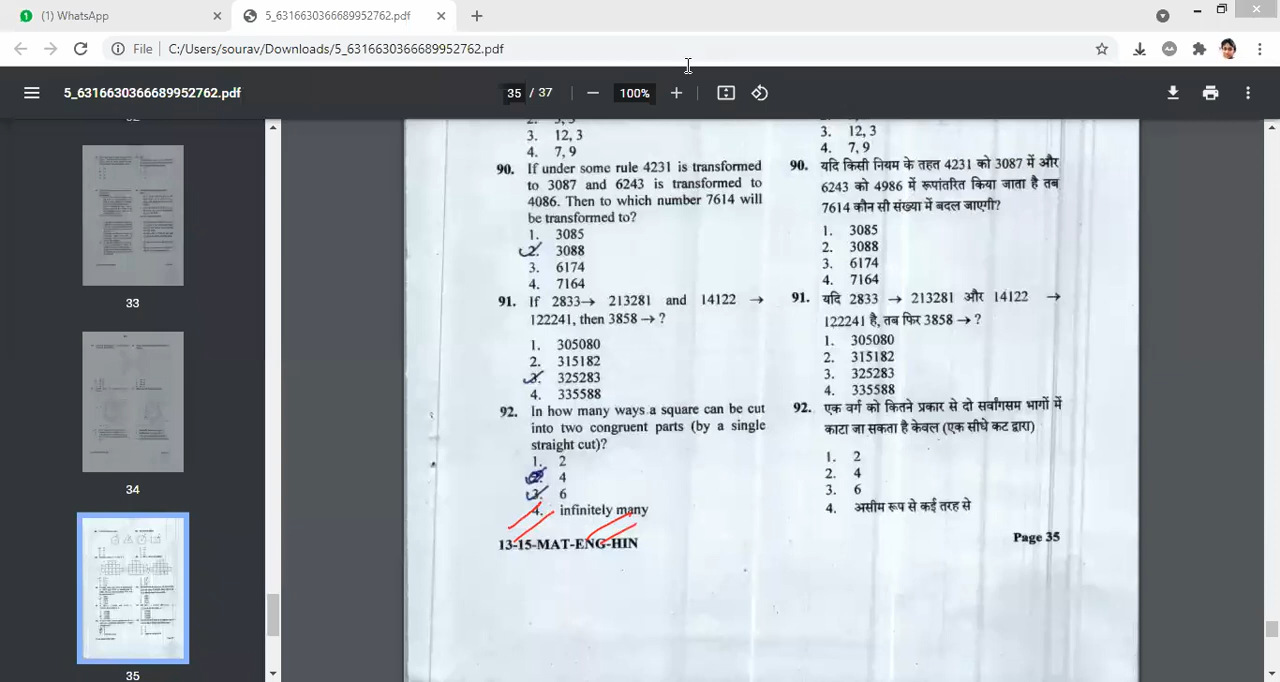 (1) WhatsApp
5_6316630366689952762.pdf
File
C:/Users/sourav/Downloads/5_6316630366689952762.pdf
5_6316630366689952762.pdf
35 / 37
100%
33
34
35
3. 12, 3
4. 7, 9
90. If under some rule 4231 is transformed
to 3087 and 6243 is transformed to
4086. Then to which number 7614 will
be transformed to?
1. 3085
2. 3088
3. 6174
4. 7164
91. If 2833→ 213281 and 14122 →
122241, then 3858 → ?
1. 305080
2. 315182
3. 325283
4. 335588
92. In how many ways a square can be cut
into two congruent parts (by a single
straight cut)?
1. 2
2. 4
3. 6
4. infinitely many
13-15-MAT-ENG-HIN
3. 12, 3
4. 7, 9
90. यदि किसी नियम के तहत 4231 को 3087 में और
6243 को 4986 में रूपांतरित किया जाता है तब
7614 कौन सी संख्या में बदल जाएगी?
1. 3085
2. 3088
3. 6174
4. 7164
91. यदि 2833 → 213281 और 14122 →
122241 है, तब फिर 3858 → ?
1. 305080
2. 315182
3. 325283
4. 335588
92. एक वर्ग को कितने प्रकार से दो सर्वांगसम भागों में
काटा जा सकता है केवल (एक सीधे कट द्वारा)
1. 2
2. 4
3. 6
4. असीम रूप से कई तरह से
Page 35